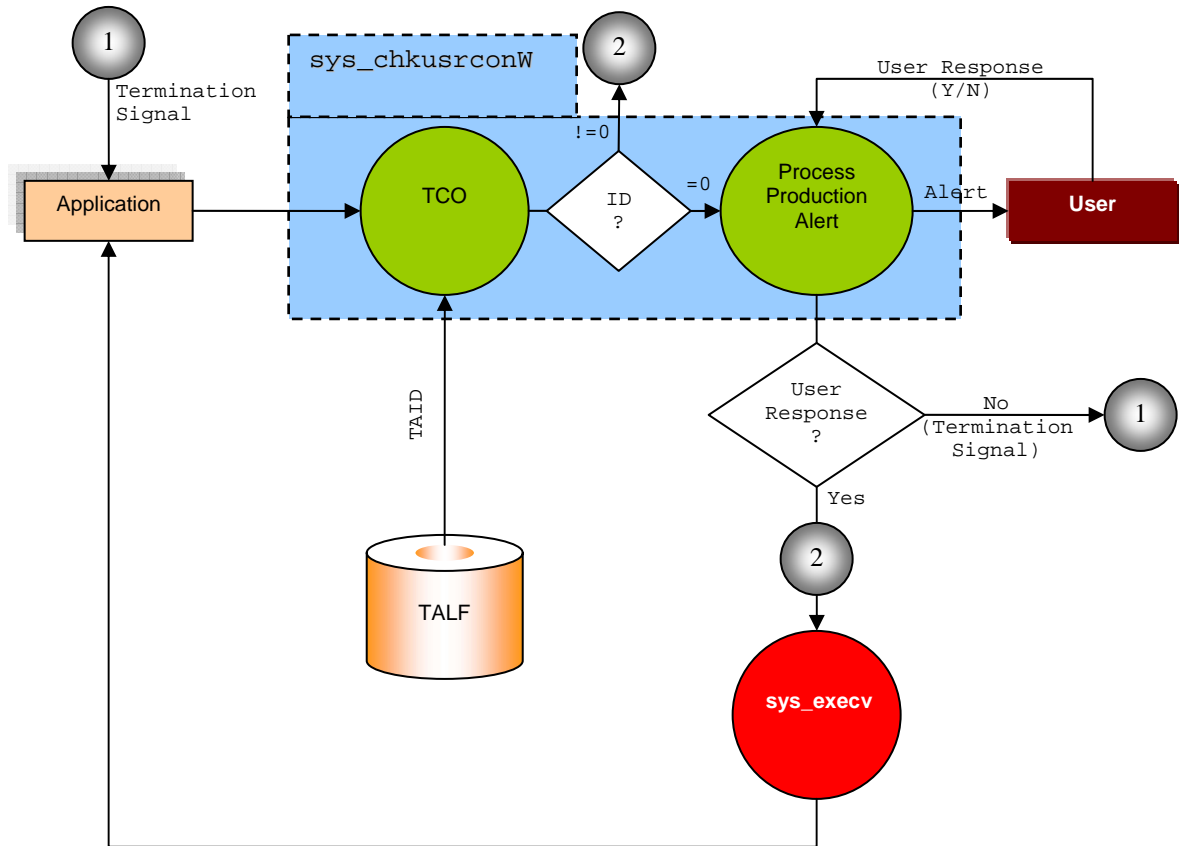 1
sys_chkusrconW
2
User Response
(Y/N)
Termination
Signal
!=0
Application
TCO
ID
?
=0
Process
Production
Alert
Alert
User
TAID
User
Response
?
No
(Termination
Signal)
1
Yes
2
TALF
sys_execv